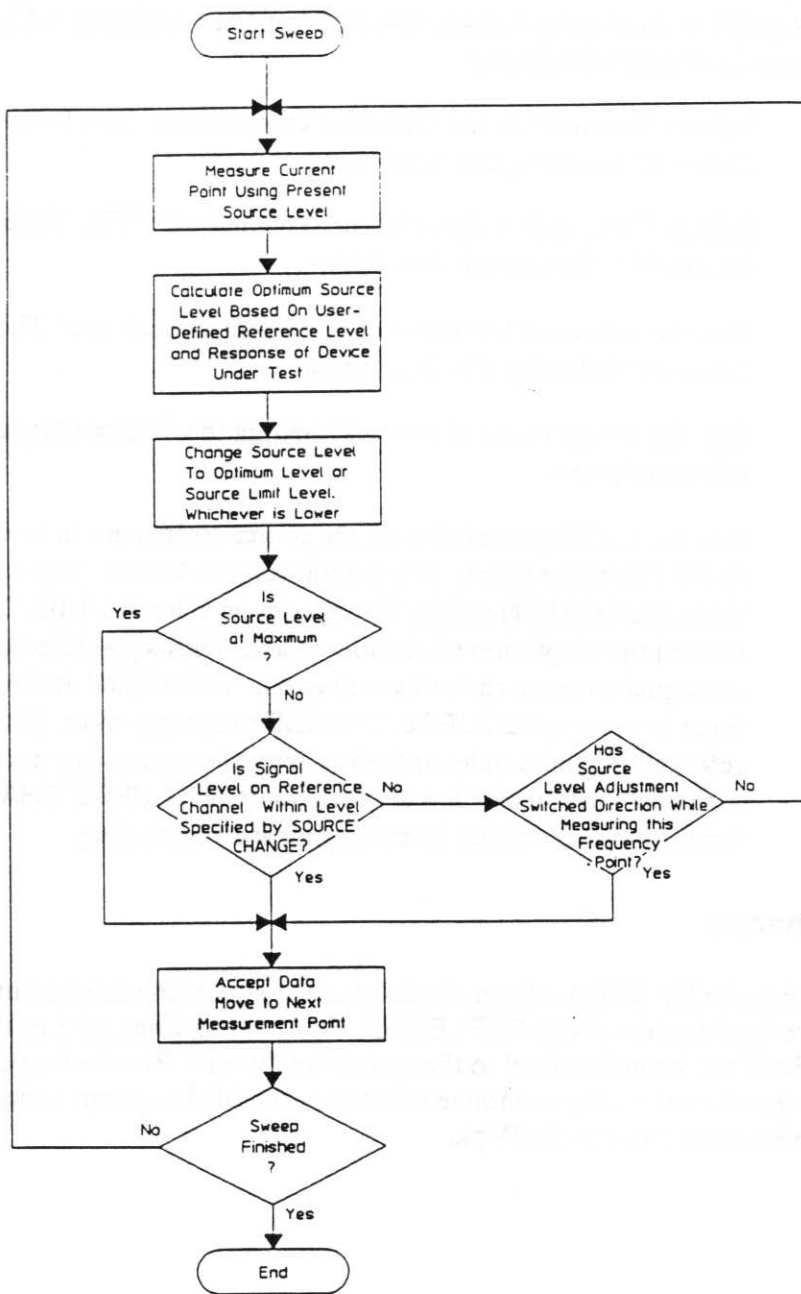 Start Sweep
Measure Current
Point Using Present
Source Level
Calculate Optimum Source
Level Based On User-
Defined Reference Level
and Response of Device
Under Test
Change Source Level
To Optimum Level or
Source Limit Level.
Whichever is Lower
Is
Source Level
at Maximum
?
Yes
No
Is Signal
Level on Reference
Channel Within Level
Specified by SOURCE
CHANGE?
No
Yes
Has
Source
Level Adjustment
Switched Direction While
Measuring this
Frequency
Point?
No
Yes
Accept Data
Move to Next
Measurement Point
Sweep
Finished
?
No
Yes
End